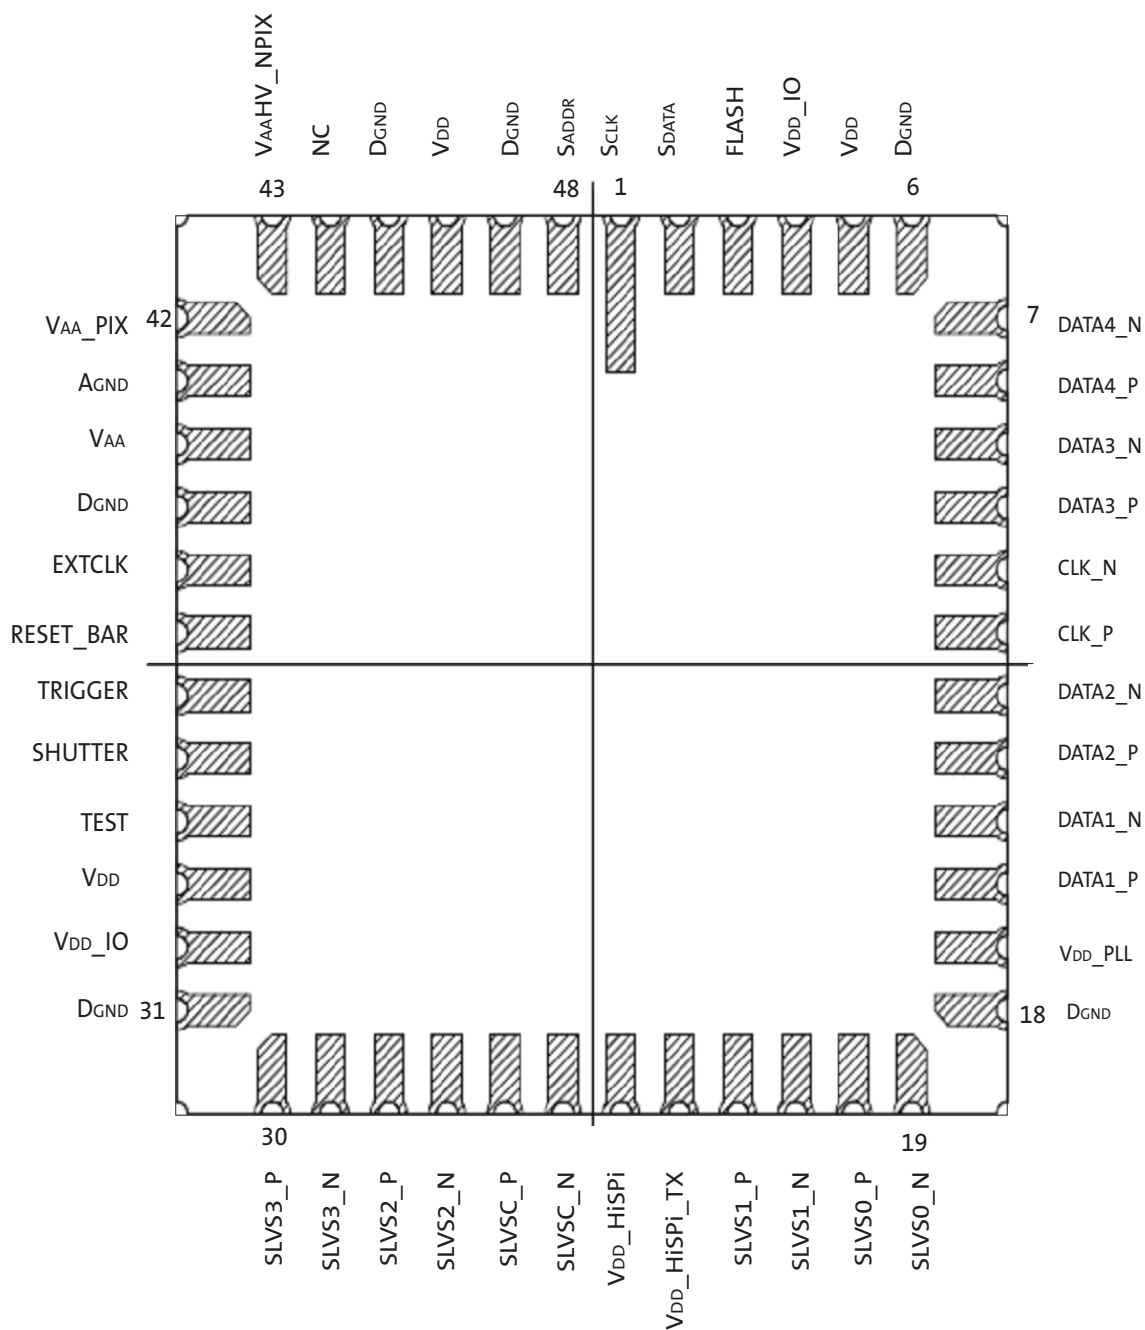 VAAHV_NPIX
NC
DGND
VDD
DGND
SADDR
SCLK
SDATA
FLASH
VDD_IO
VDD
DGND
43
48
1
6
VAA_PIX
42
7
DATA4_N
AGND
DATA4_P
VAA
DATA3_N
DGND
DATA3_P
EXTCLK
CLK_N
RESET_BAR
CLK_P
TRIGGER
DATA2_N
SHUTTER
DATA2_P
TEST
DATA1_N
VDD
DATA1_P
VDD_IO
VDD_PLL
DGND
31
18
DGND
30
19
SLVS3_P
SLVS3_N
SLVS2_P
SLVS2_N
SLVSC_P
SLVSC_N
VDD_HiSPi
VDD_HiSPi_TX
SLVS1_P
SLVS1_N
SLVS0_P
SLVS0_N